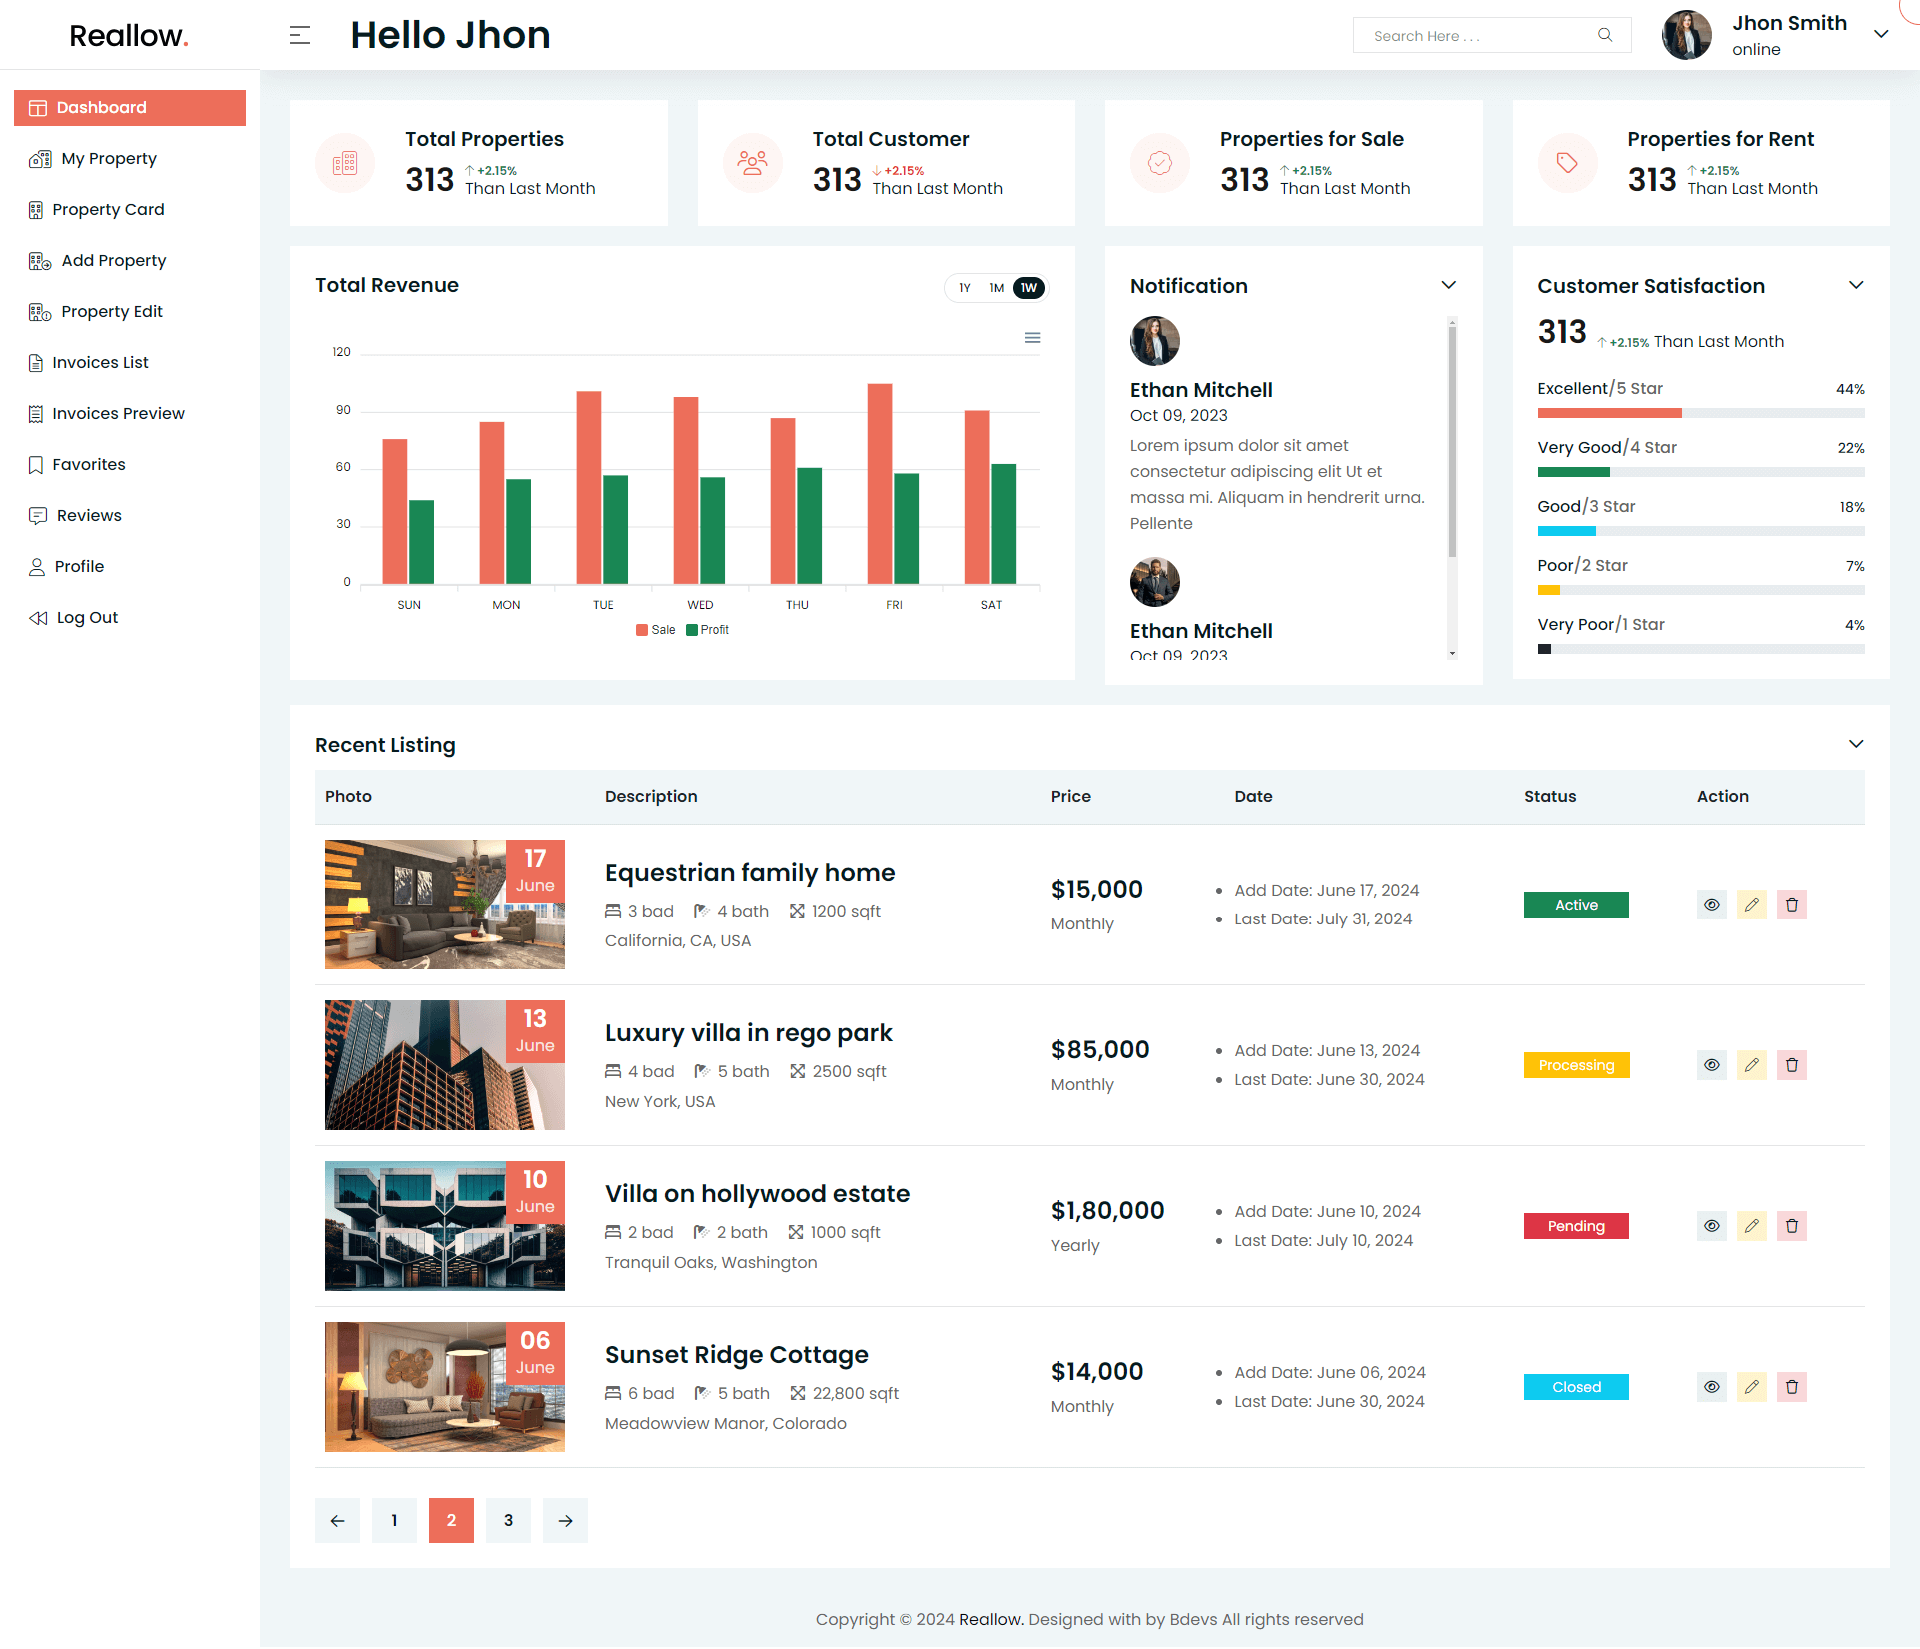 Reallow.
Hello Jhon
Search Here . . .
Jhon Smith
online
Dashboard
My Property
Property Card
Add Property
Property Edit
Invoices List
Invoices Preview
Favorites
Reviews
Profile
Log Out
Total Properties
313 +2.15%
Than Last Month
Total Customer
313 +2.15%
Than Last Month
Properties for Sale
313 +2.15%
Than Last Month
Properties for Rent
313 +2.15%
Than Last Month
Total Revenue
1Y 1M 1W
120
90
60
30
0
SUN MON TUE WED THU FRI SAT
Sale Profit
Notification
Ethan Mitchell
Oct 09, 2023
Lorem ipsum dolor sit amet
consectetur adipiscing elit Ut et
massa mi. Aliquam in hendrerit urna.
Pellente
Ethan Mitchell
Oct 09, 2023
Customer Satisfaction
313 +2.15% Than Last Month
Excellent/5 Star 44%
Very Good/4 Star 22%
Good/3 Star 18%
Poor/2 Star 7%
Very Poor/1 Star 4%
Recent Listing
Photo Description Price Date Status Action
17
June
Equestrian family home
3 bad 4 bath 1200 sqft
California, CA, USA
$15,000
Monthly
Add Date: June 17, 2024
Last Date: July 31, 2024
Active
13
June
Luxury villa in rego park
4 bad 5 bath 2500 sqft
New York, USA
$85,000
Monthly
Add Date: June 13, 2024
Last Date: June 30, 2024
Processing
10
June
Villa on hollywood estate
2 bad 2 bath 1000 sqft
Tranquil Oaks, Washington
$1,80,000
Yearly
Add Date: June 10, 2024
Last Date: July 10, 2024
Pending
06
June
Sunset Ridge Cottage
6 bad 5 bath 22,800 sqft
Meadowview Manor, Colorado
$14,000
Monthly
Add Date: June 06, 2024
Last Date: June 30, 2024
Closed
1 2 3
Copyright © 2024 Reallow. Designed with by Bdevs All rights reserved